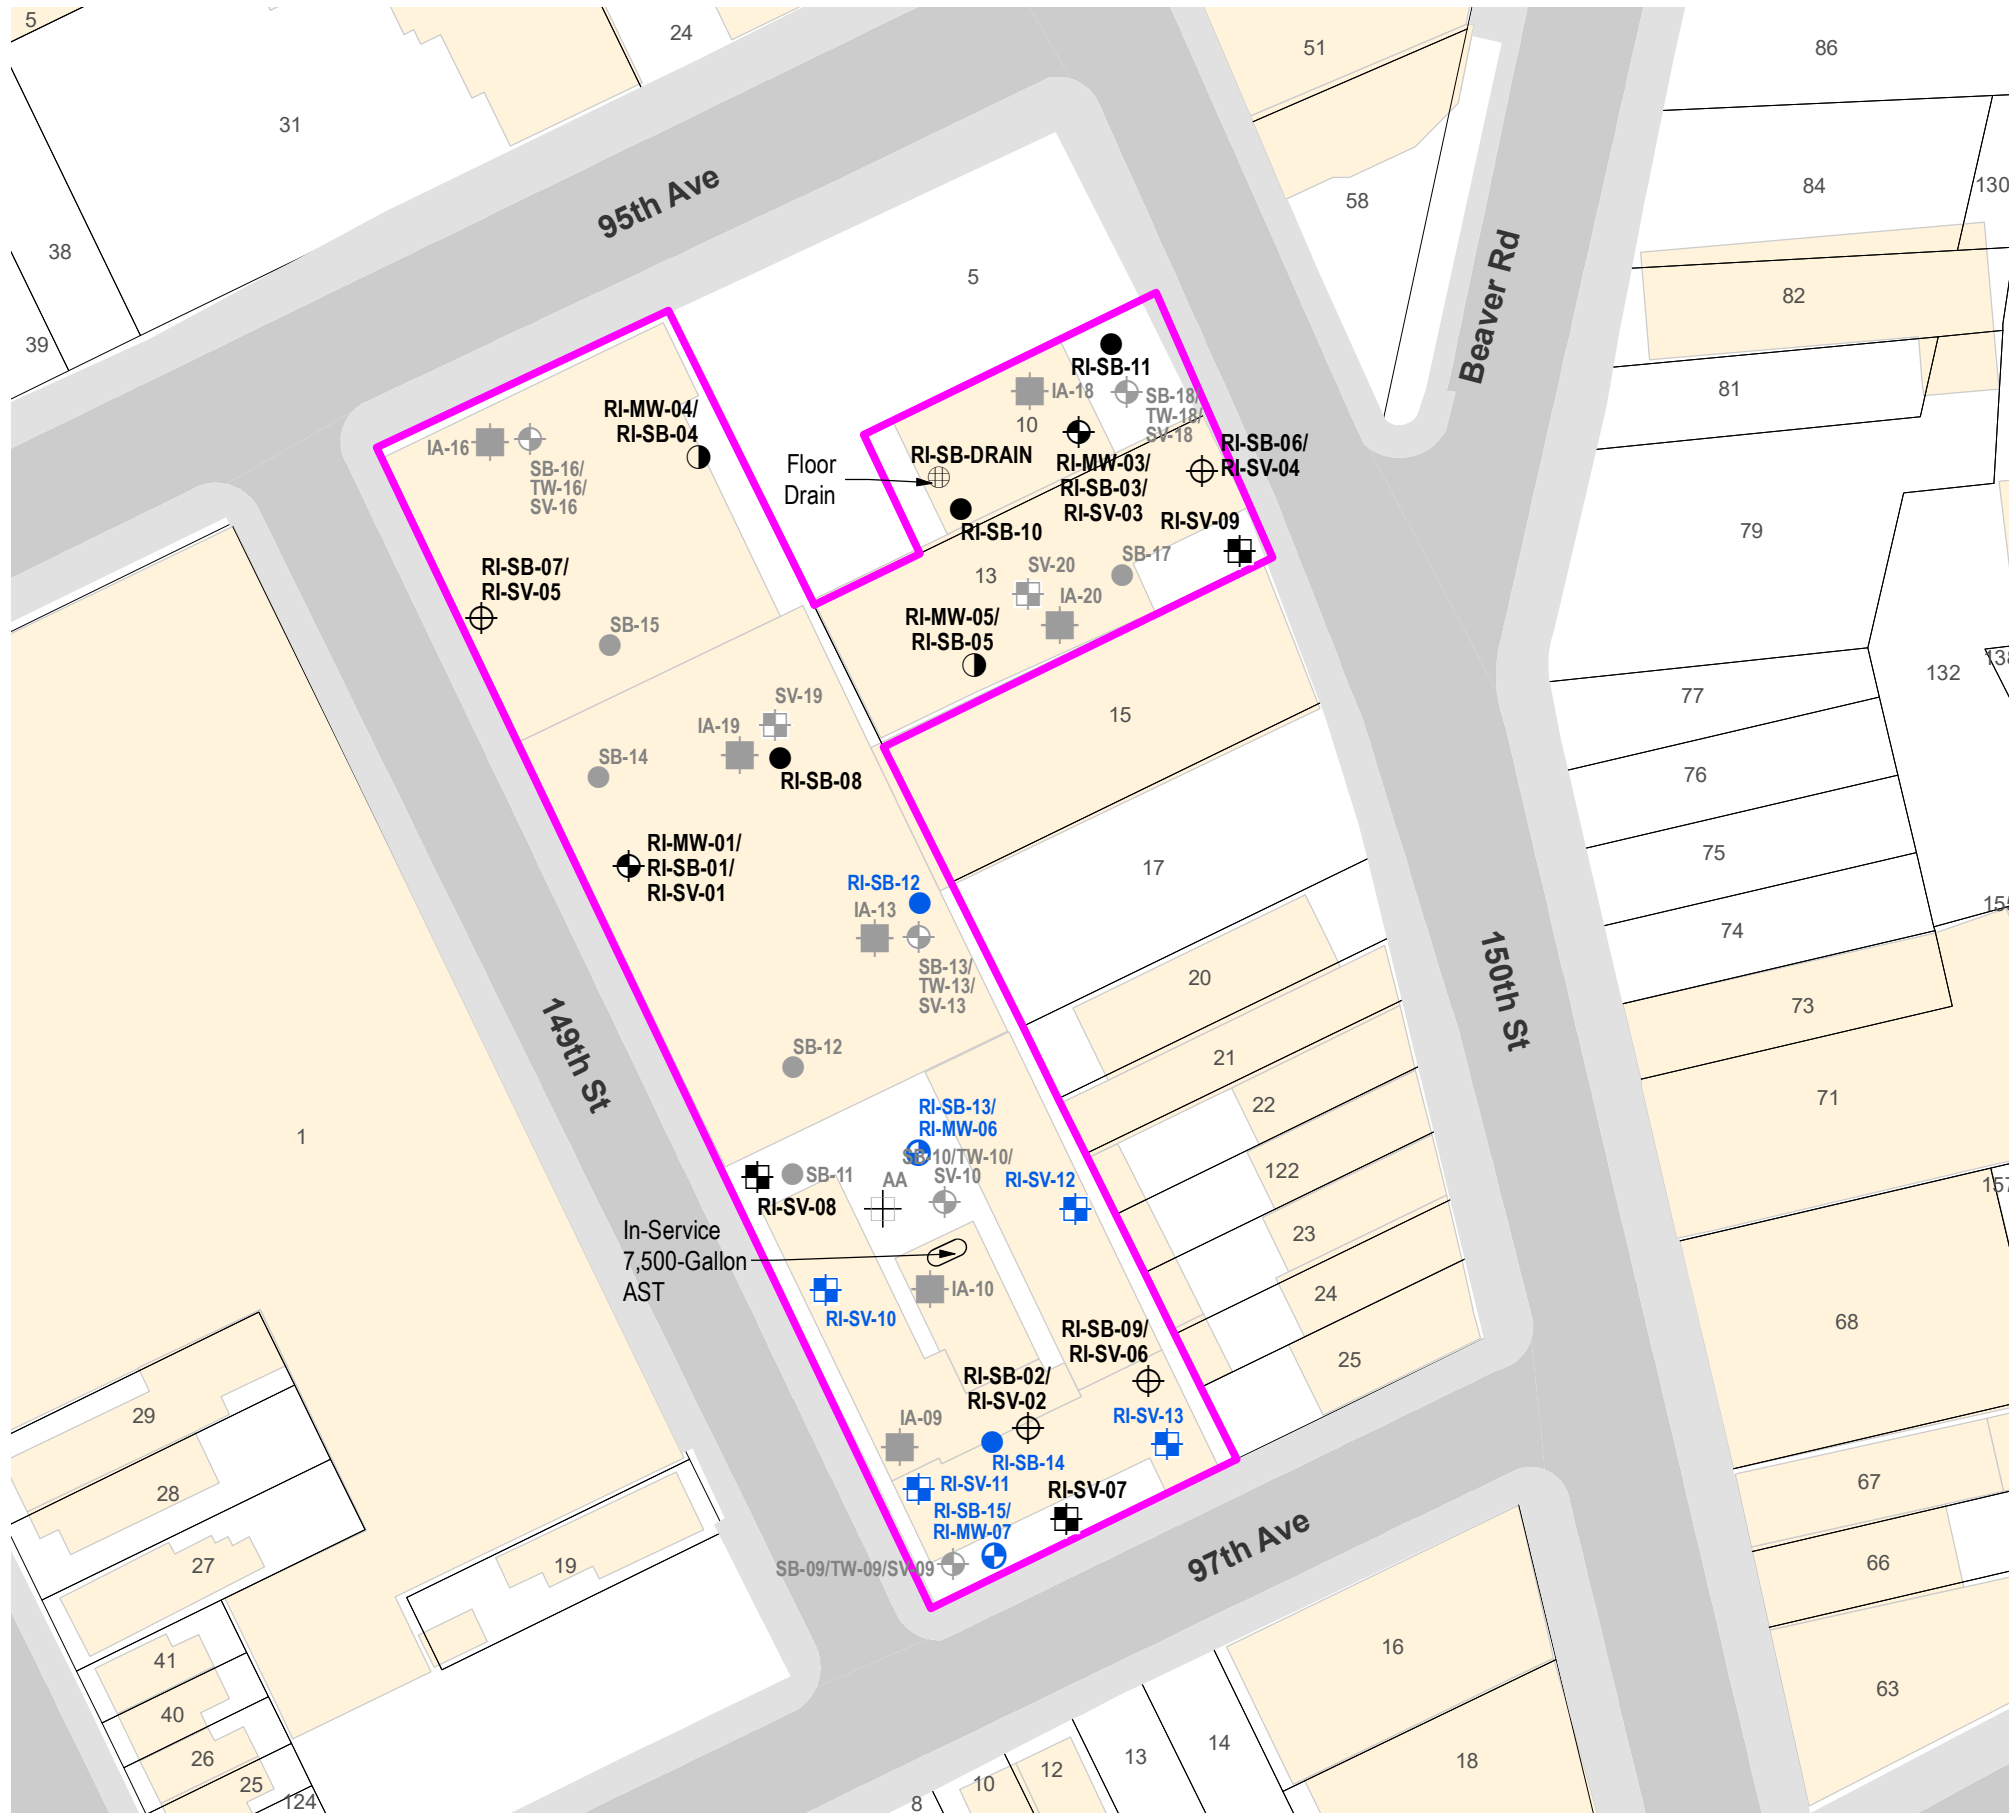 5
24
51
86
31
95th Ave
58
84
130
38
5
Beaver Rd
82
39
RI-SB-11
81
IA-18
SB-18/
TW-18/
SV-18
10
RI-MW-04/
RI-SB-04
IA-16
SB-16/
TW-16/
SV-16
Floor
Drain
RI-SB-DRAIN
RI-MW-03/
RI-SB-03/
RI-SV-03
RI-SB-06/
RI-SV-04
RI-SV-09
RI-SB-10
79
SB-17
13
SV-20
IA-20
RI-SB-07/
RI-SV-05
RI-MW-05/
RI-SB-05
SB-15
132
138
77
SV-19
IA-19
15
SB-14
RI-SB-08
76
RI-MW-01/
RI-SB-01/
RI-SV-01
75
17
RI-SB-12
IA-13
155
74
SB-13/
TW-13/
SV-13
20
150th St
73
149th St
SB-12
21
RI-SB-13/
RI-MW-06
22
71
1
SB-10/TW-10/
SV-10
SB-11
AA
RI-SV-12
122
157
RI-SV-08
In-Service
7,500-Gallon
AST
23
IA-10
24
RI-SV-10
RI-SB-09/
RI-SV-06
68
25
RI-SB-02/
RI-SV-02
29
IA-09
RI-SV-13
RI-SB-14
28
RI-SV-11
RI-SV-07
67
RI-SB-15/
RI-MW-07
97th Ave
27
19
SB-09/TW-09/SV-09
66
41
16
63
40
26
14
13
18
25
12
10
124
8